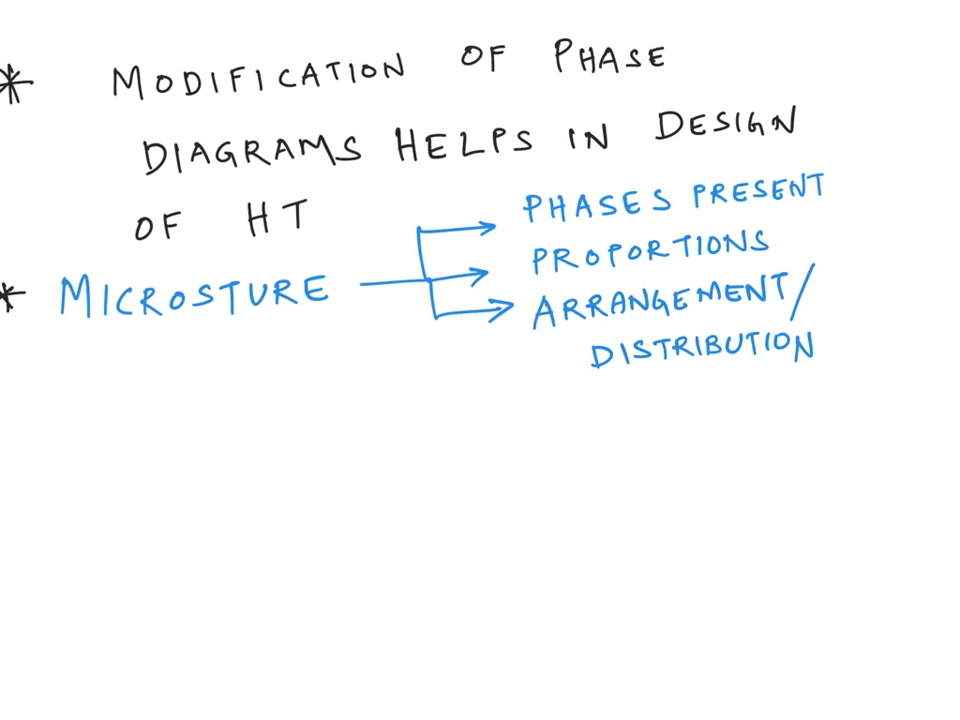 * MODIFICATION OF PHASE
DIAGRAMS HELPS IN DESIGN
OF HT
* MICROSTURE → PHASES PRESENT
→ PROPORTIONS
→ ARRANGEMENT/
DISTRIBUTION